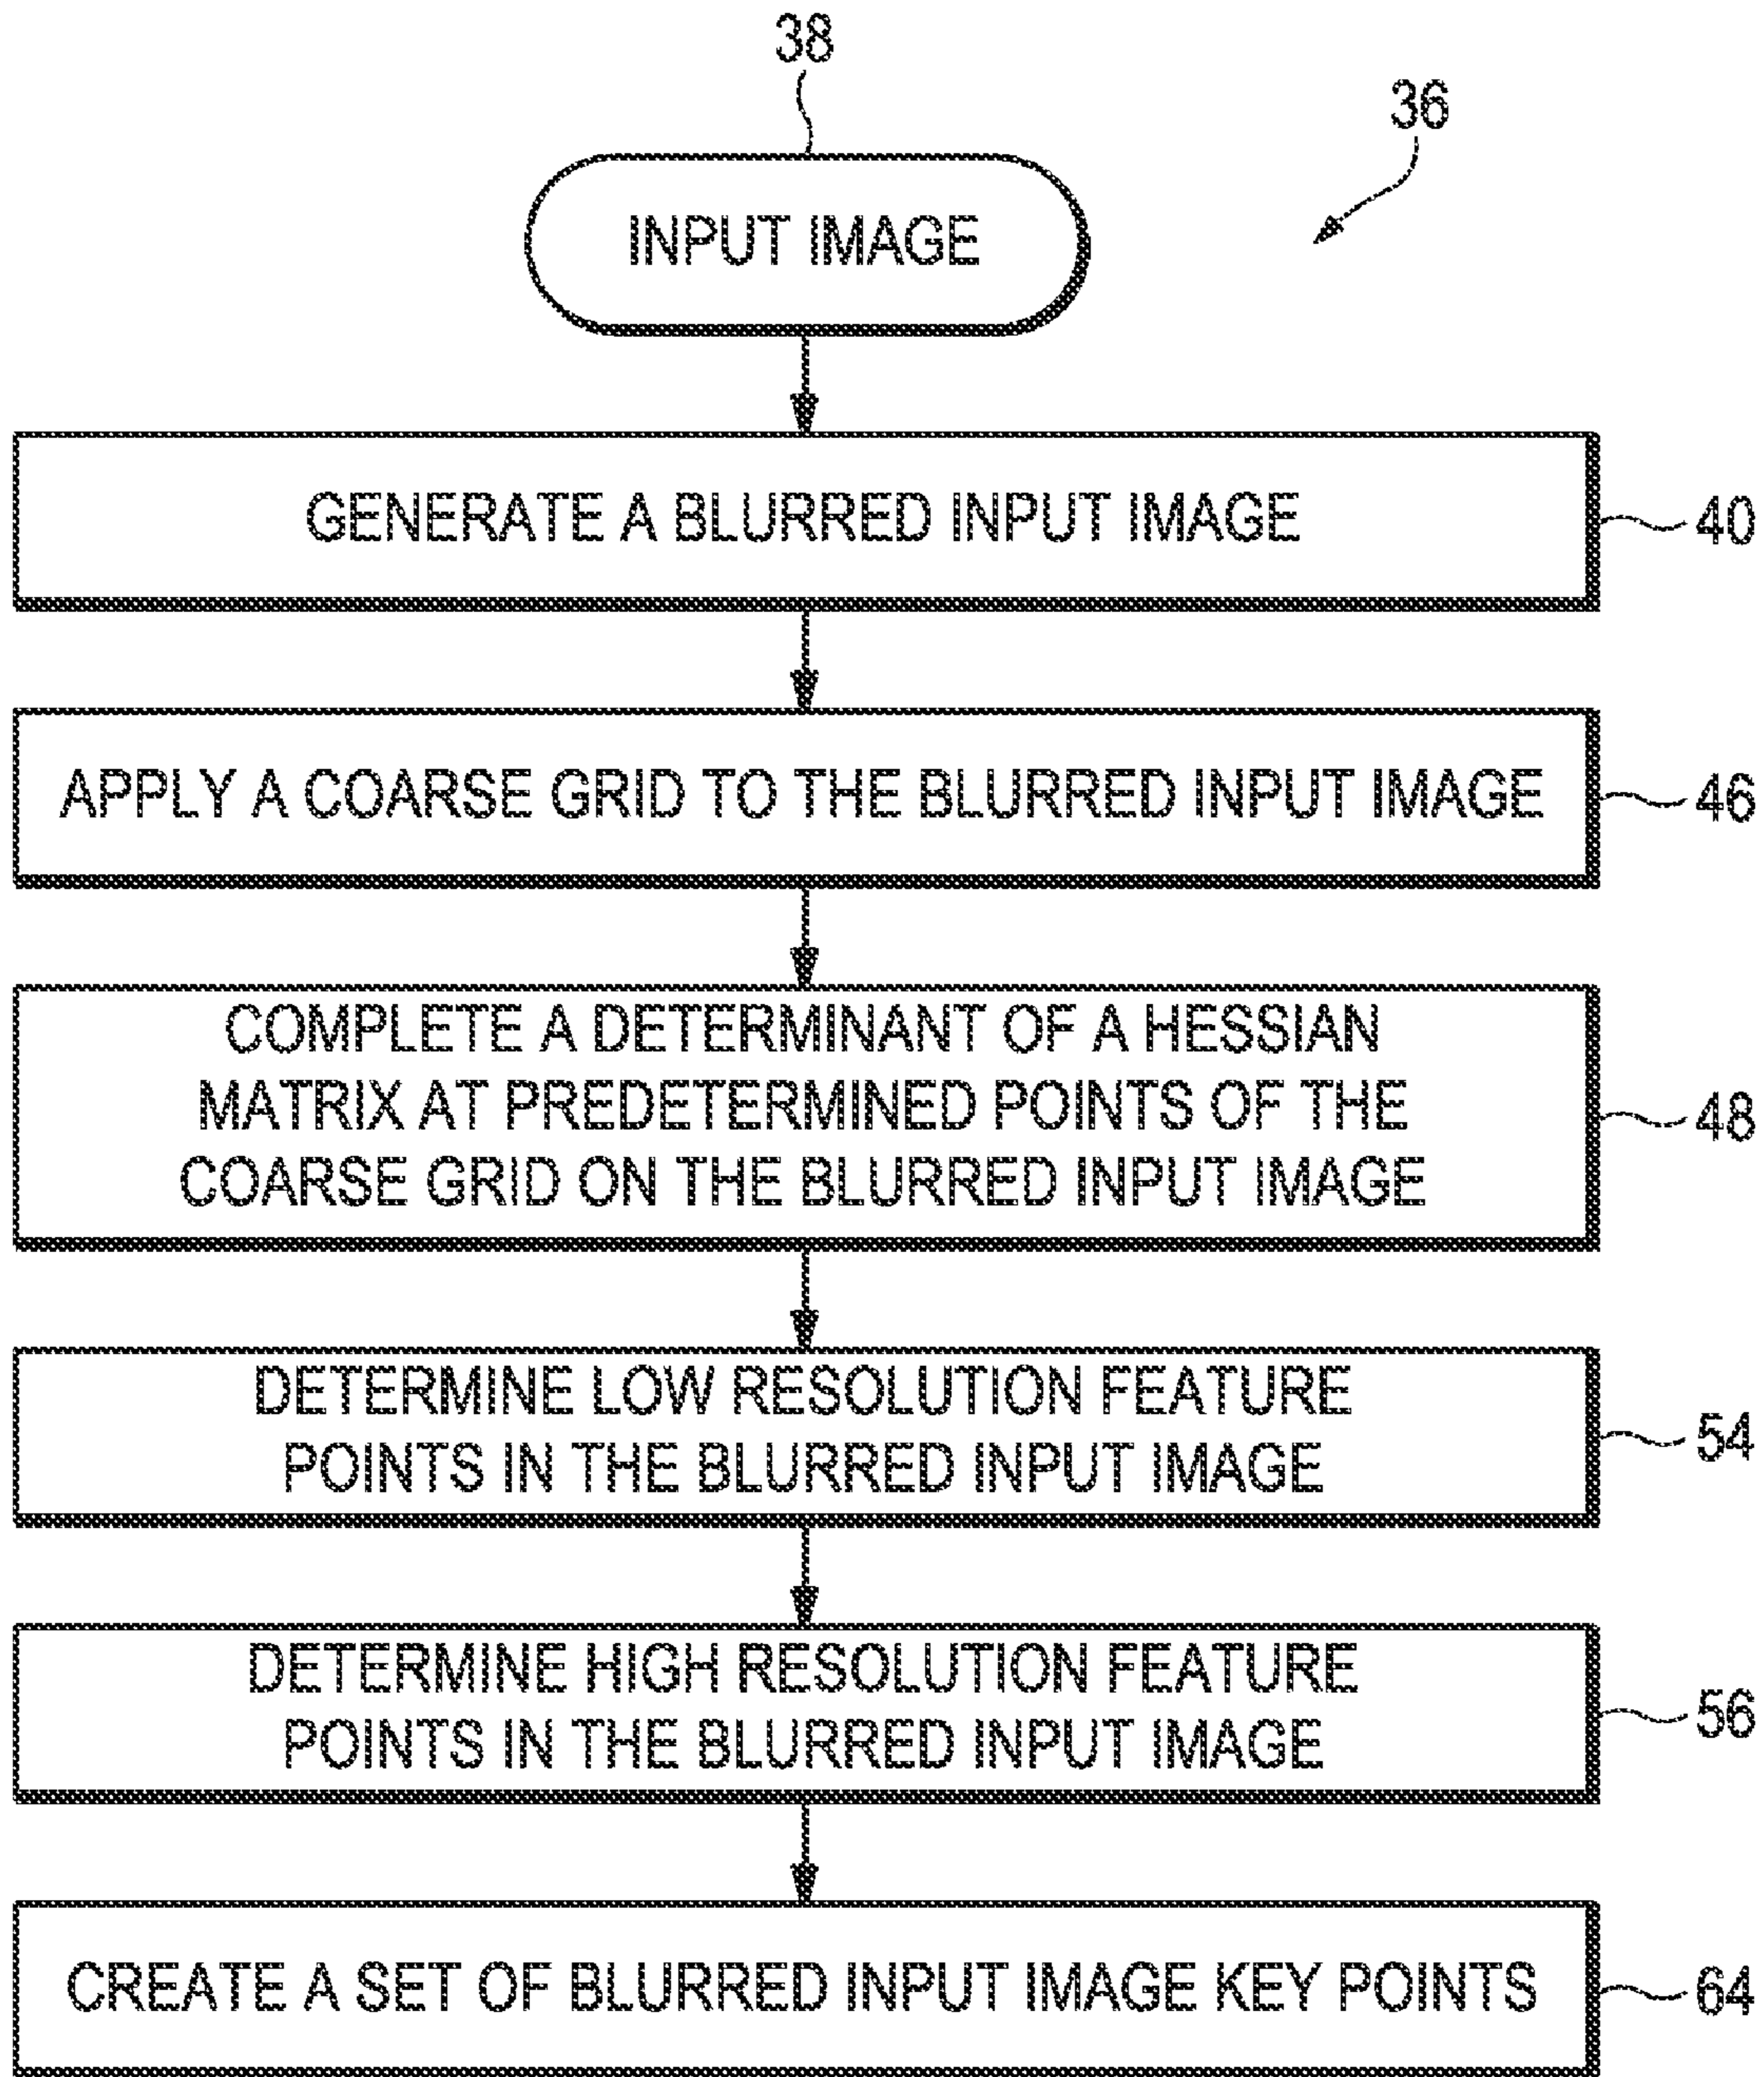 38
36
INPUT IMAGE
GENERATE A BLURRED INPUT IMAGE
40
APPLY A COARSE GRID TO THE BLURRED INPUT IMAGE
46
COMPLETE A DETERMINANT OF A HESSIAN
MATRIX AT PREDETERMINED POINTS OF THE
COARSE GRID ON THE BLURRED INPUT IMAGE
48
DETERMINE LOW RESOLUTION FEATURE
POINTS IN THE BLURRED INPUT IMAGE
54
DETERMINE HIGH RESOLUTION FEATURE
POINTS IN THE BLURRED INPUT IMAGE
56
CREATE A SET OF BLURRED INPUT IMAGE KEY POINTS
64